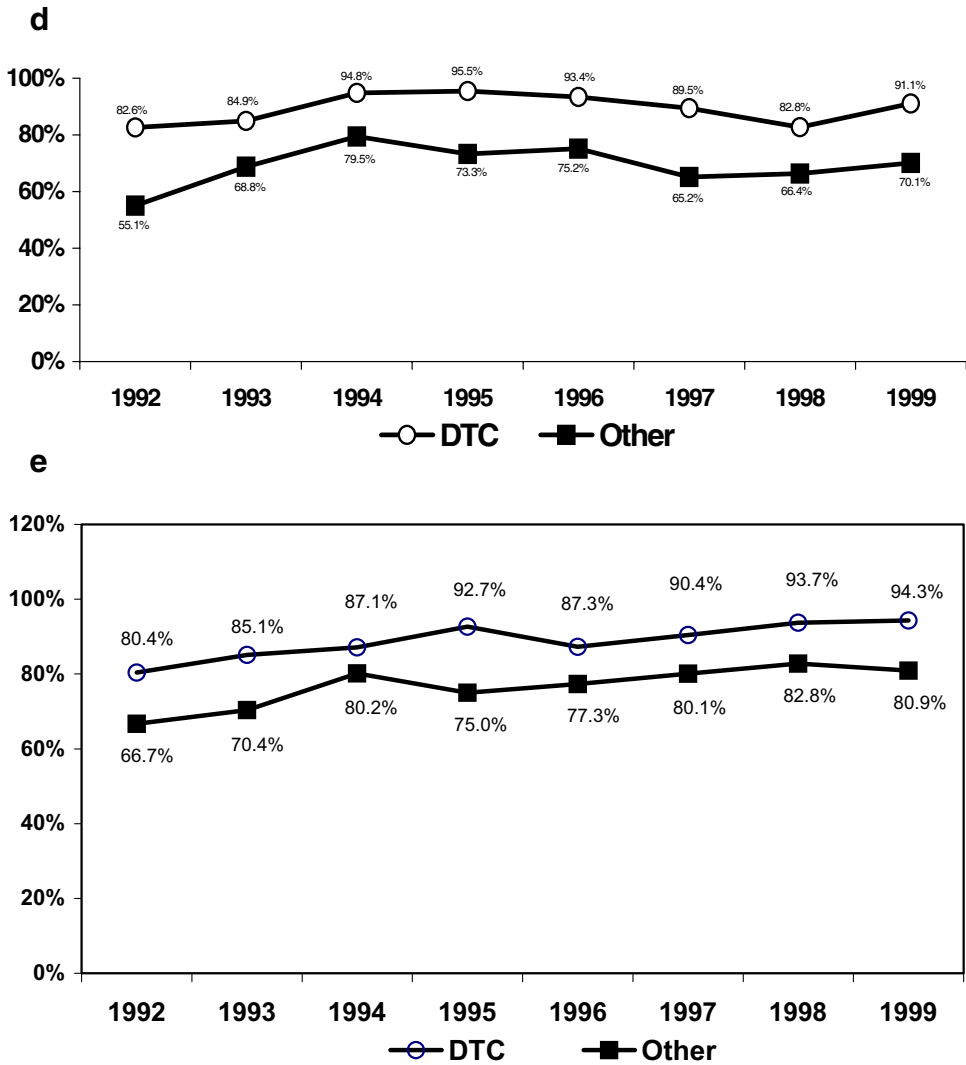 d
100%
80%
60%
40%
20%
0%
82.6% 84.9% 94.8% 95.5% 93.4% 89.5% 82.8% 91.1%
55.1% 68.8% 79.5% 73.3% 75.2% 65.2% 66.4% 70.1%
1992 1993 1994 1995 1996 1997 1998 1999
DTC Other
e
120%
100%
80%
60%
40%
20%
0%
80.4% 85.1% 87.1% 92.7% 87.3% 90.4% 93.7% 94.3%
66.7% 70.4% 80.2% 75.0% 77.3% 80.1% 82.8% 80.9%
1992 1993 1994 1995 1996 1997 1998 1999
DTC Other